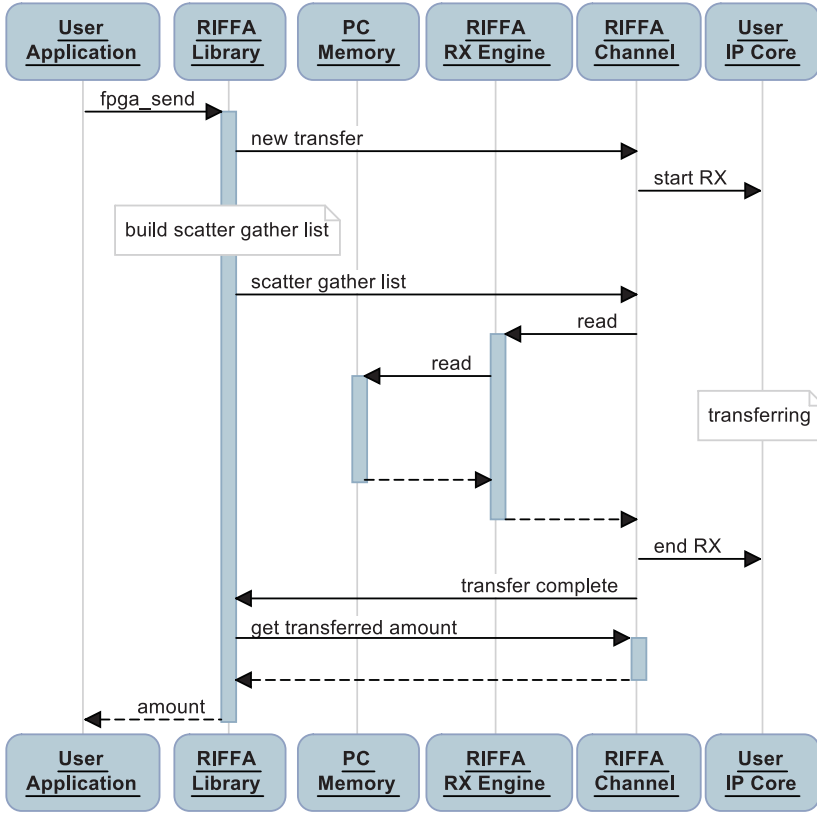 User
Application
RIFFA
Library
PC
Memory
RIFFA
RX Engine
RIFFA
Channel
User
IP Core
fpga_send
new transfer
start RX
build scatter gather list
scatter gather list
read
read
transferring
end RX
transfer complete
get transferred amount
amount
User
Application
RIFFA
Library
PC
Memory
RIFFA
RX Engine
RIFFA
Channel
User
IP Core